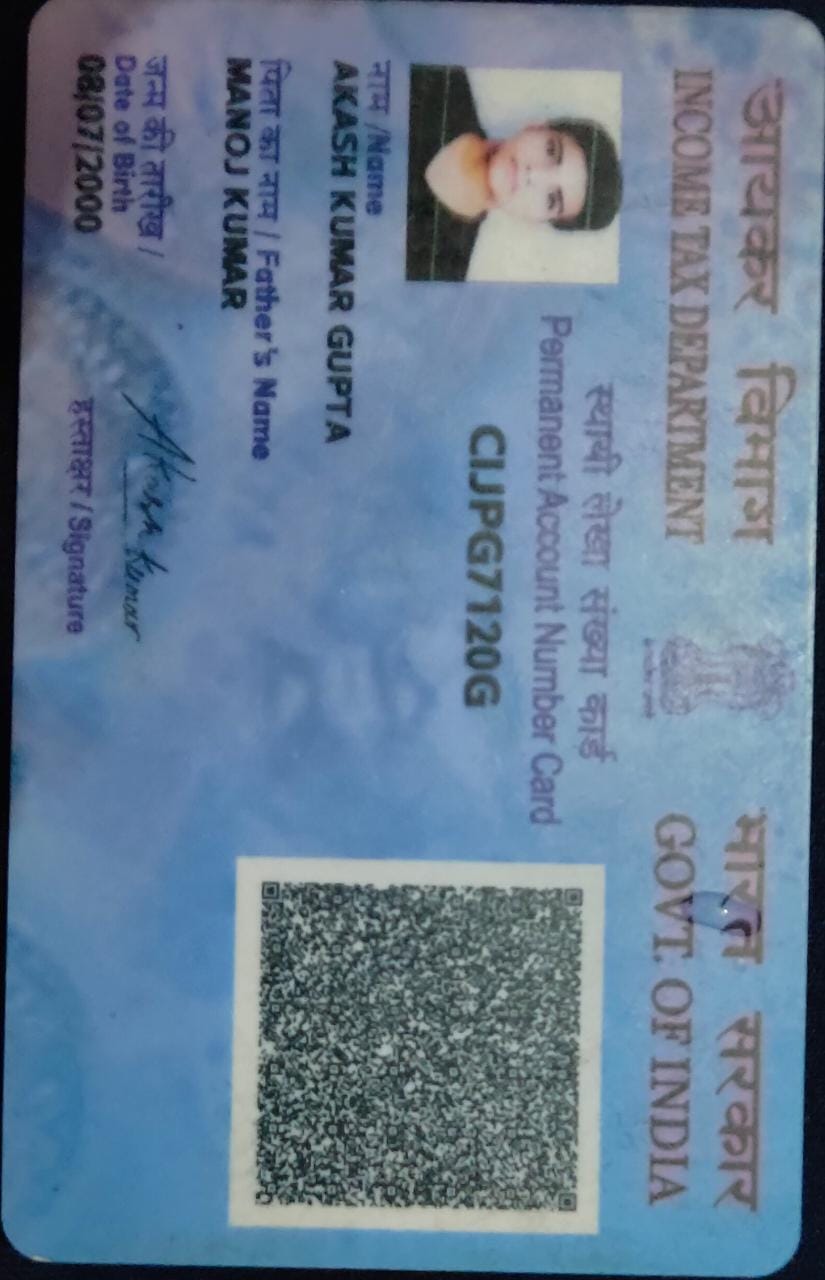 आयकर विभाग
INCOME TAX DEPARTMENT
भारत सरकार
GOVT. OF INDIA
स्थायी लेखा संख्या कार्ड
Permanent Account Number Card
CIJPG7120G
नाम /Name
AKASH KUMAR GUPTA
पिता का नाम / Father's Name
MANOJ KUMAR
जन्म की तारीख /
Date of Birth
08/07/2000
Akash Kumar
हस्ताक्षर / Signature